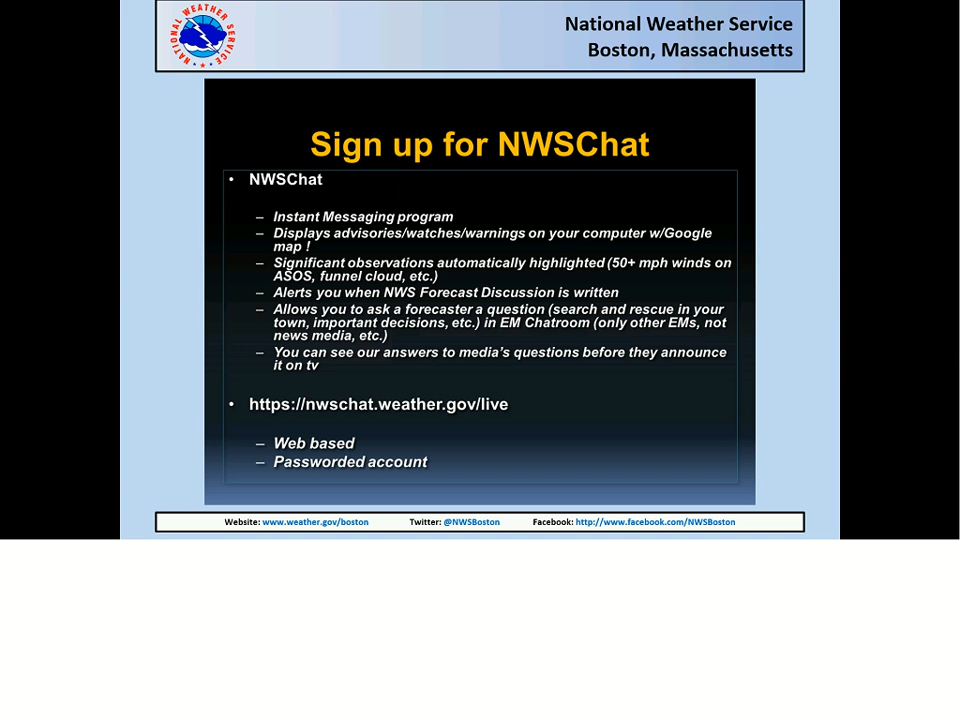 NATIONAL WEATHER SERVICE
National Weather Service
Boston, Massachusetts
Sign up for NWSChat
• NWSChat
– Instant Messaging program
– Displays advisories/watches/warnings on your computer w/Google
map !
– Significant observations automatically highlighted (50+ mph winds on
ASOS, funnel cloud, etc.)
– Alerts you when NWS Forecast Discussion is written
– Allows you to ask a forecaster a question (search and rescue in your
town, important decisions, etc.) in EM Chatroom (only other EMs, not
news media, etc.)
– You can see our answers to media's questions before they announce
it on tv
• https://nwschat.weather.gov/live
– Web based
– Passworded account
Website: www.weather.gov/boston Twitter: @NWSBoston Facebook: http://www.facebook.com/NWSBoston